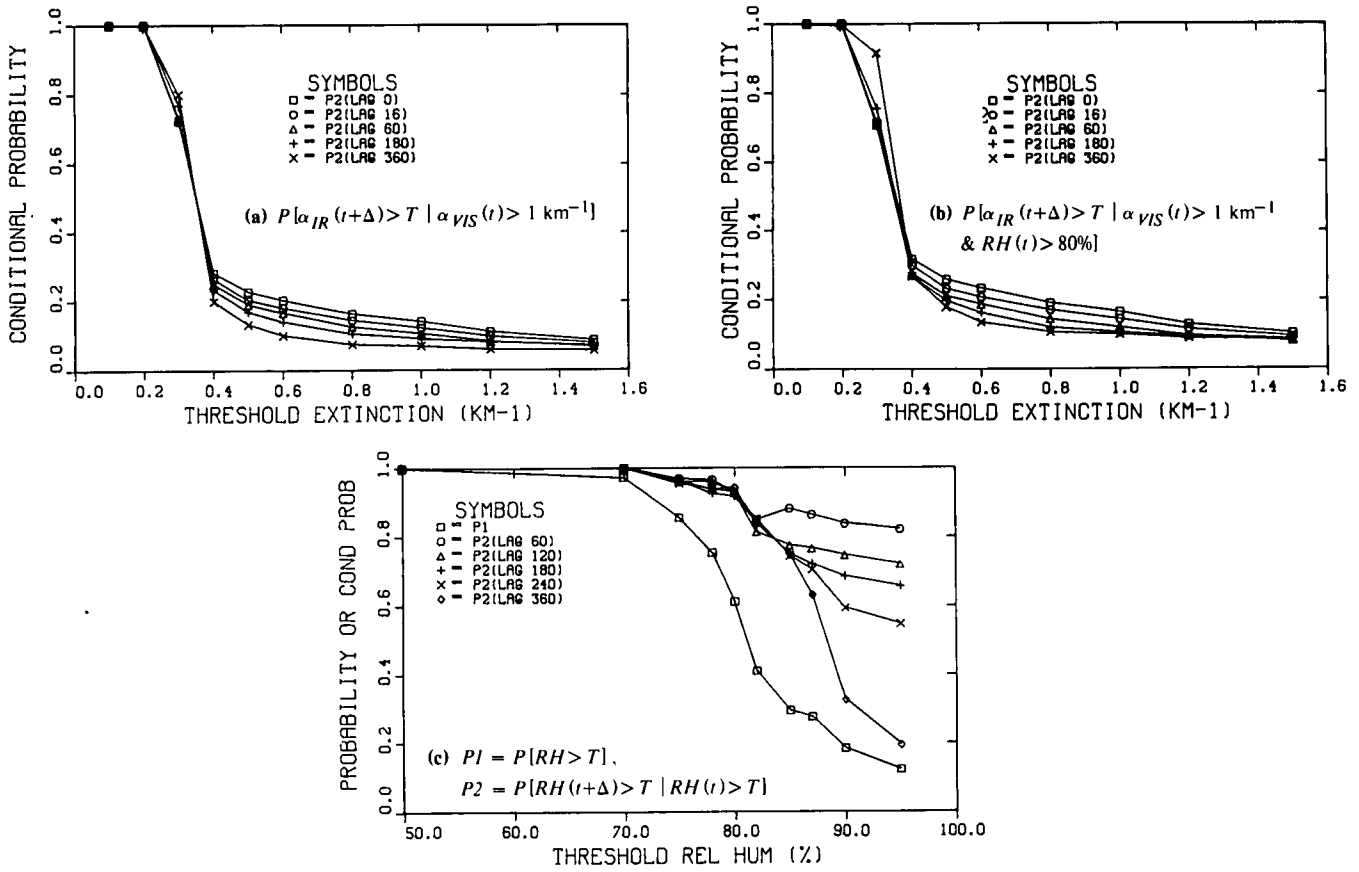 CONDITIONAL PROBABILITY
1.0
0.8
0.6
0.4
0.2
0.0
SYMBOLS
□ = P2(LAG 0)
○ = P2(LAG 16)
△ = P2(LAG 60)
+ = P2(LAG 180)
× = P2(LAG 360)
(a) P[α_IR(t+Δ)>T | α_VIS(t)> 1 km⁻¹]
0.0 0.2 0.4 0.6 0.8 1.0 1.2 1.4 1.6
THRESHOLD EXTINCTION (KM-1)
CONDITIONAL PROBABILITY
1.0
0.8
0.6
0.4
0.2
0.0
SYMBOLS
□ = P2(LAG 0)
○ = P2(LAG 16)
△ = P2(LAG 60)
+ = P2(LAG 180)
× = P2(LAG 360)
(b) P[α_IR(t+Δ)>T | α_VIS(t)> 1 km⁻¹
& RH(t)>80%]
0.0 0.2 0.4 0.6 0.8 1.0 1.2 1.4 1.6
THRESHOLD EXTINCTION (KM-1)
PROBABILITY OR COND PROB
1.0
0.8
0.6
0.4
0.2
0.0
SYMBOLS
□ = P1
○ = P2(LAG 60)
△ = P2(LAG 120)
+ = P2(LAG 180)
× = P2(LAG 240)
◇ = P2(LAG 360)
(c) P1 = P[RH>T],
P2 = P[RH(t+Δ)>T | RH(t)>T]
50.0 60.0 70.0 80.0 90.0 100.0
THRESHOLD REL HUM (%)